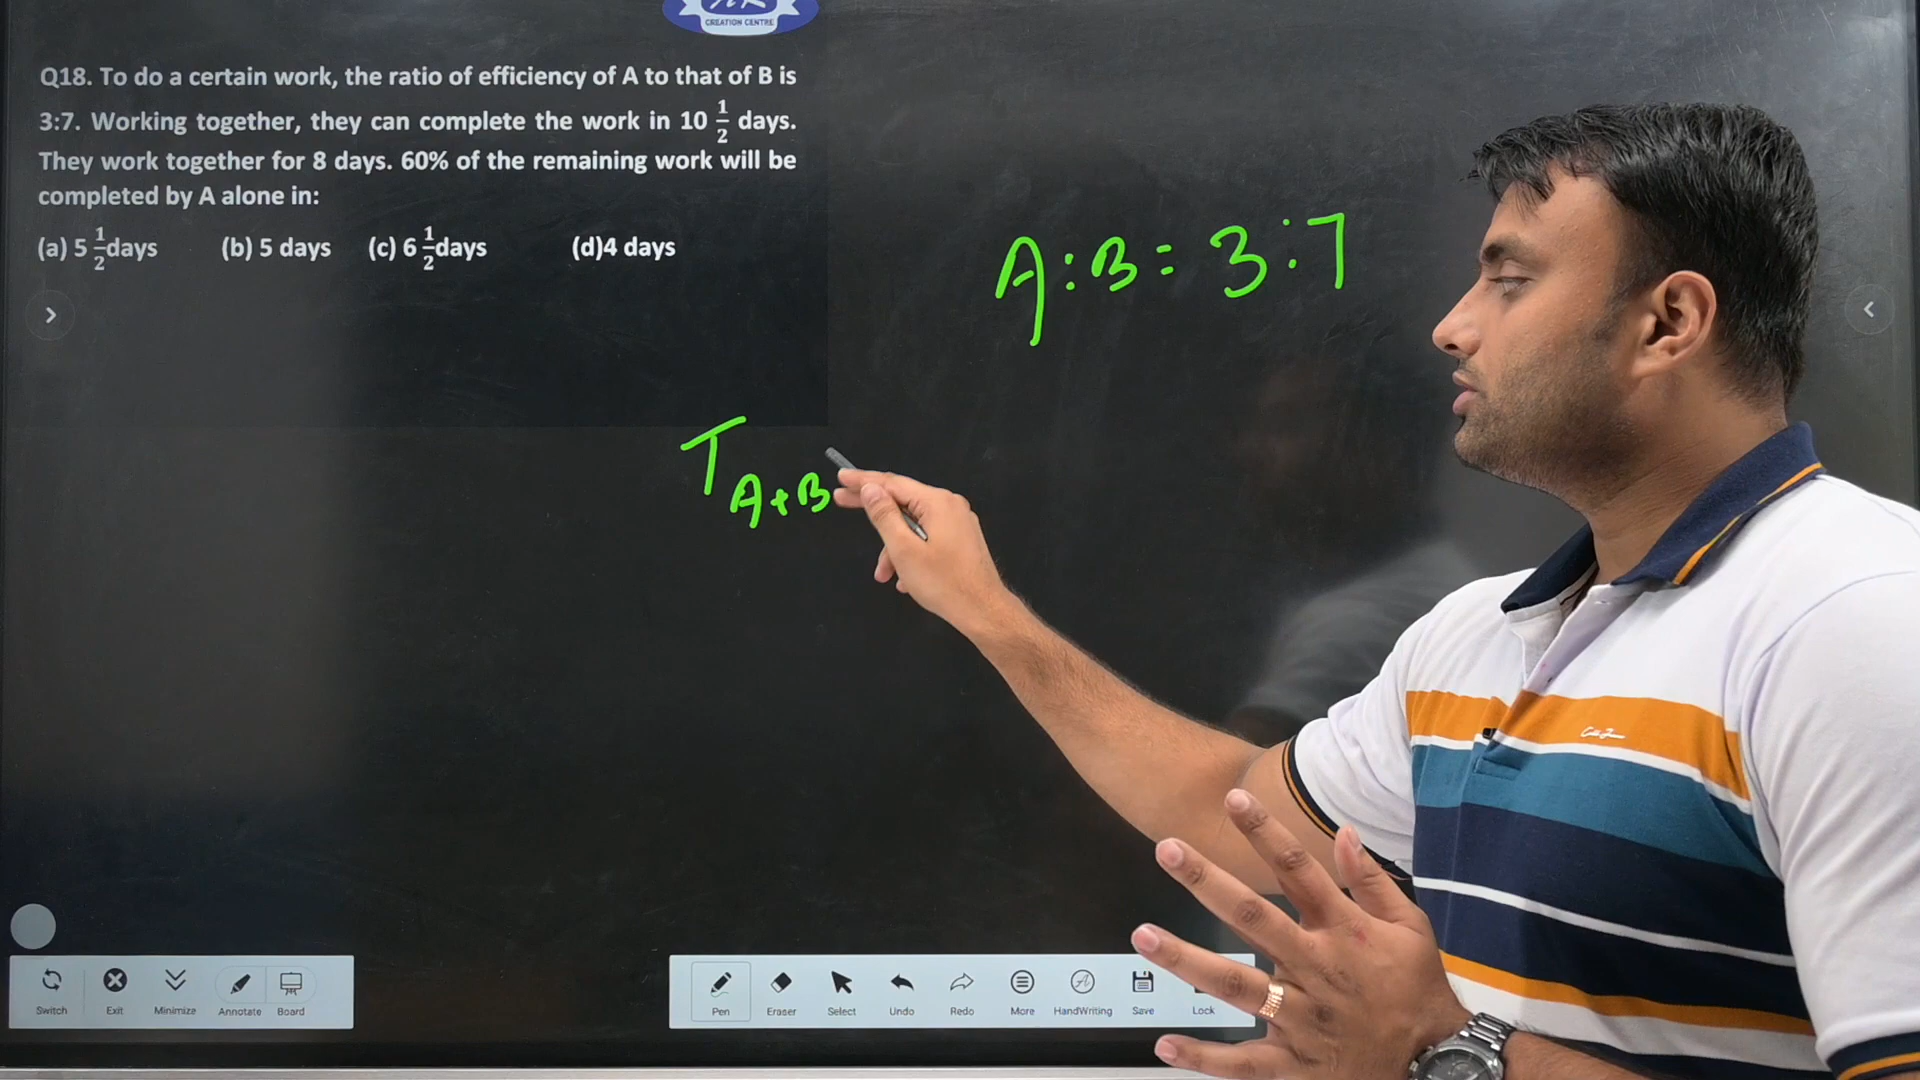 CREATION CENTRE
Q18. To do a certain work, the ratio of efficiency of A to that of B is
3:7. Working together, they can complete the work in 10 1/2 days.
They work together for 8 days. 60% of the remaining work will be
completed by A alone in:
(a) 5 1/2 days (b) 5 days (c) 6 1/2 days (d)4 days
A:B = 3:7
T A+B
Switch Exit Minimize Annotate Board
Pen Eraser Select Undo Redo More HandWriting Save Lock